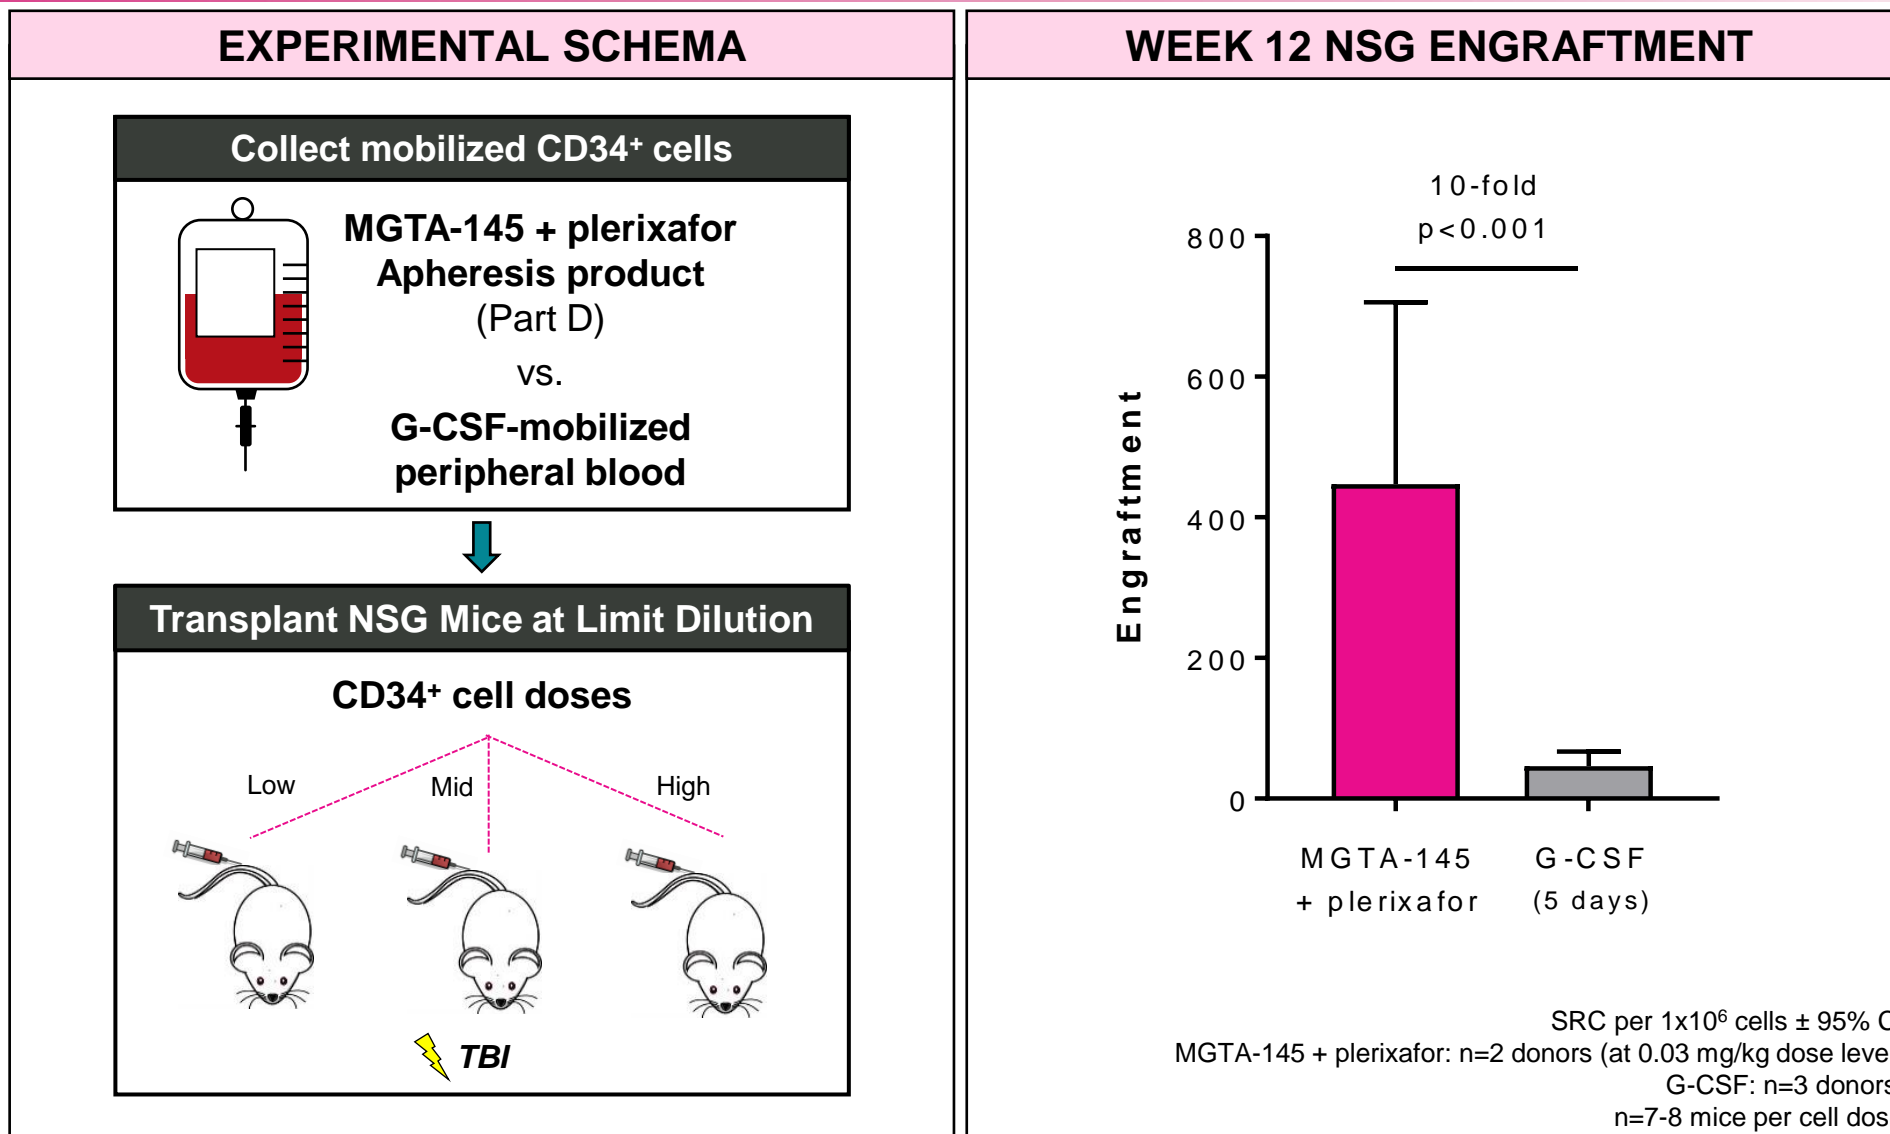 EXPERIMENTAL SCHEMA
Collect mobilized CD34⁺ cells
MGTA-145 + plerixafor
Apheresis product
(Part D)
vs.
G-CSF-mobilized
peripheral blood
Transplant NSG Mice at Limit Dilution
CD34⁺ cell doses
Low
Mid
High
TBI
WEEK 12 NSG ENGRAFTMENT
10-fold
p<0.001
Engraftment
800
600
400
200
0
MGTA-145
+ plerixafor
G-CSF
(5 days)
SRC per 1x10⁶ cells ± 95% C
MGTA-145 + plerixafor: n=2 donors (at 0.03 mg/kg dose leve
G-CSF: n=3 donors
n=7-8 mice per cell dos